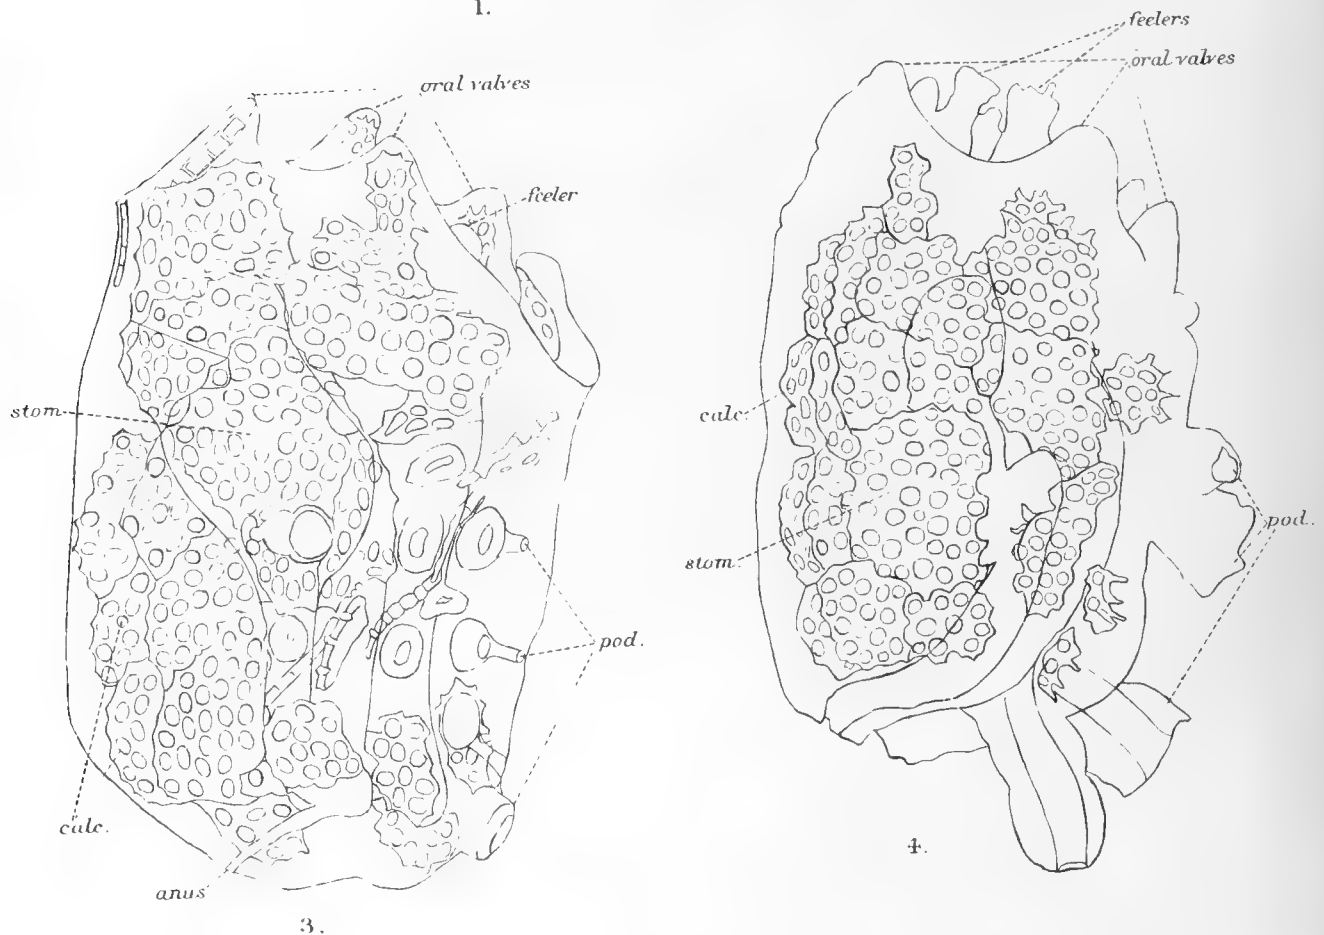 1.
oral valves
feeler
stom
pod.
calc.
anus
3.
feelers
oral valves
calc.
stom.
pod.
4.